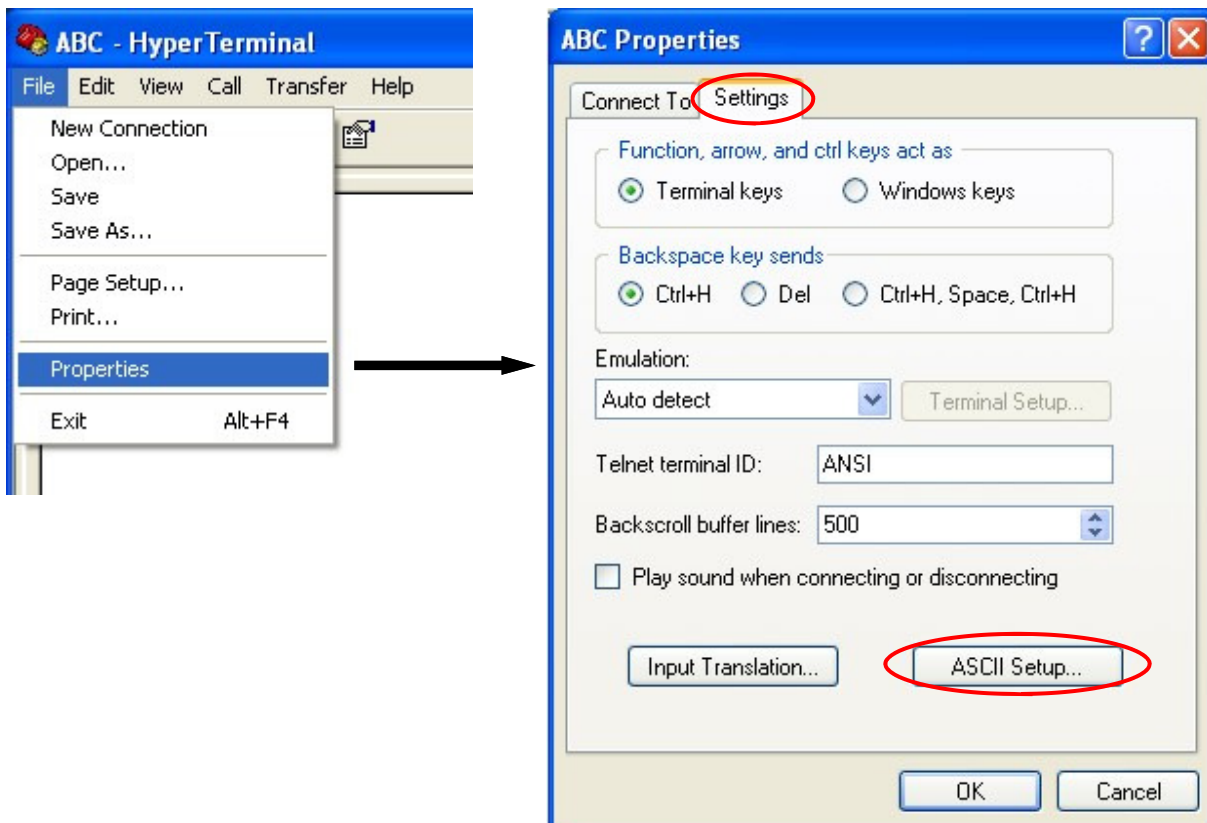 ABC - HyperTerminal
File Edit View Call Transfer Help
New Connection
Open...
Save
Save As...
Page Setup...
Print...
Properties
Exit Alt+F4
ABC Properties
Connect To Settings
Function, arrow, and ctrl keys act as
Terminal keys Windows keys
Backspace key sends
Ctrl+H Del Ctrl+H, Space, Ctrl+H
Emulation:
Auto detect Terminal Setup...
Telnet terminal ID: ANSI
Backscroll buffer lines: 500
Play sound when connecting or disconnecting
Input Translation... ASCII Setup...
OK Cancel